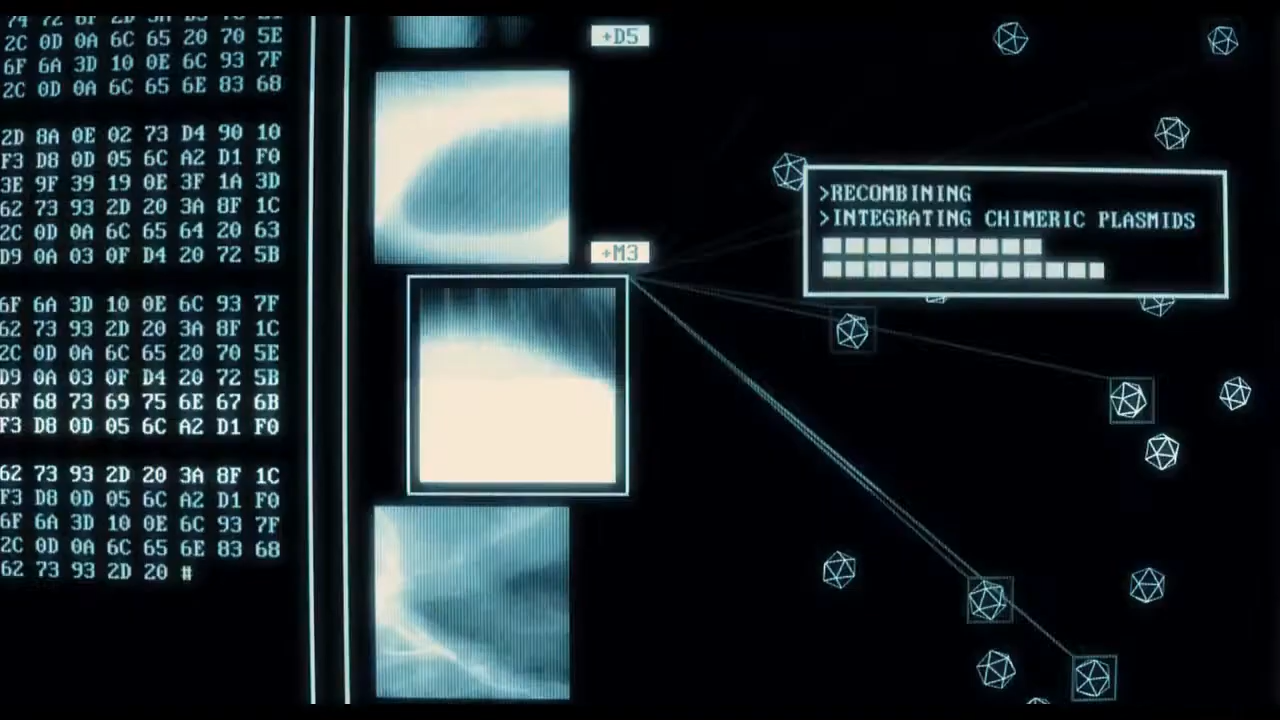 2C 0D 0A 6C 65 20 70 5E
6F 6A 3D 10 0E 6C 93 7F
2C 0D 0A 6C 65 6E 83 68
2D 8A 0E 02 73 D4 90 10
F3 D8 0D 05 6C A2 D1 F0
3E 9F 39 19 0E 3F 1A 3D
62 73 93 2D 20 3A 8F 1C
2C 0D 0A 6C 65 64 20 63
D9 0A 03 0F D4 20 72 5B
6F 6A 3D 10 0E 6C 93 7F
62 73 93 2D 20 3A 8F 1C
2C 0D 0A 6C 65 20 70 5E
D9 0A 03 0F D4 20 72 5B
6F 68 73 69 75 6E 67 6B
F3 D8 0D 05 6C A2 D1 F0
62 73 93 2D 20 3A 8F 1C
F3 D8 0D 05 6C A2 D1 F0
6F 6A 3D 10 0E 6C 93 7F
2C 0D 0A 6C 65 6E 83 68
62 73 93 2D 20 #
+D5
+M3
>RECOMBINING
>INTEGRATING CHIMERIC PLASMIDS